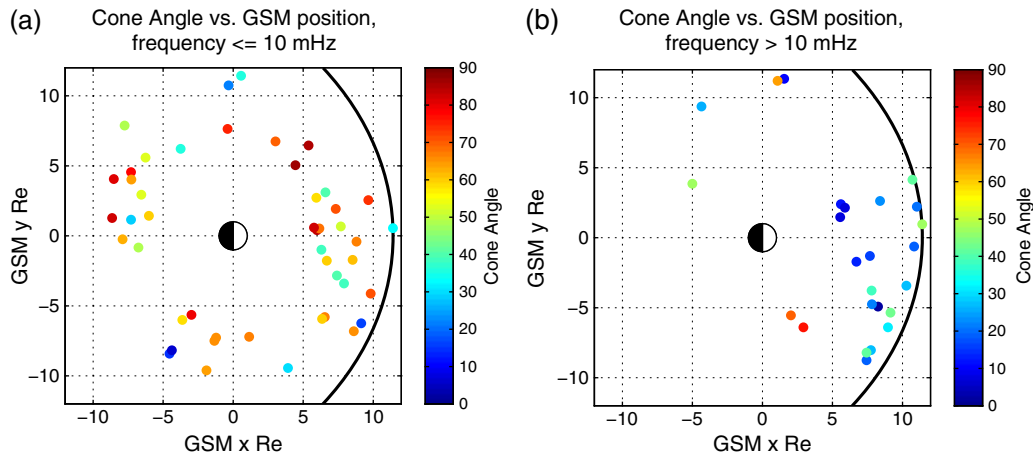 (a)
Cone Angle vs. GSM position,
frequency <= 10 mHz
10
5
0
−5
−10
GSM y Re
−10 −5 0 5 10
GSM x Re
90
80
70
60
50
40
30
20
10
0
Cone Angle
(b)
Cone Angle vs. GSM position,
frequency > 10 mHz
10
5
0
−5
−10
GSM y Re
−10 −5 0 5 10
GSM x Re
90
80
70
60
50
40
30
20
10
0
Cone Angle